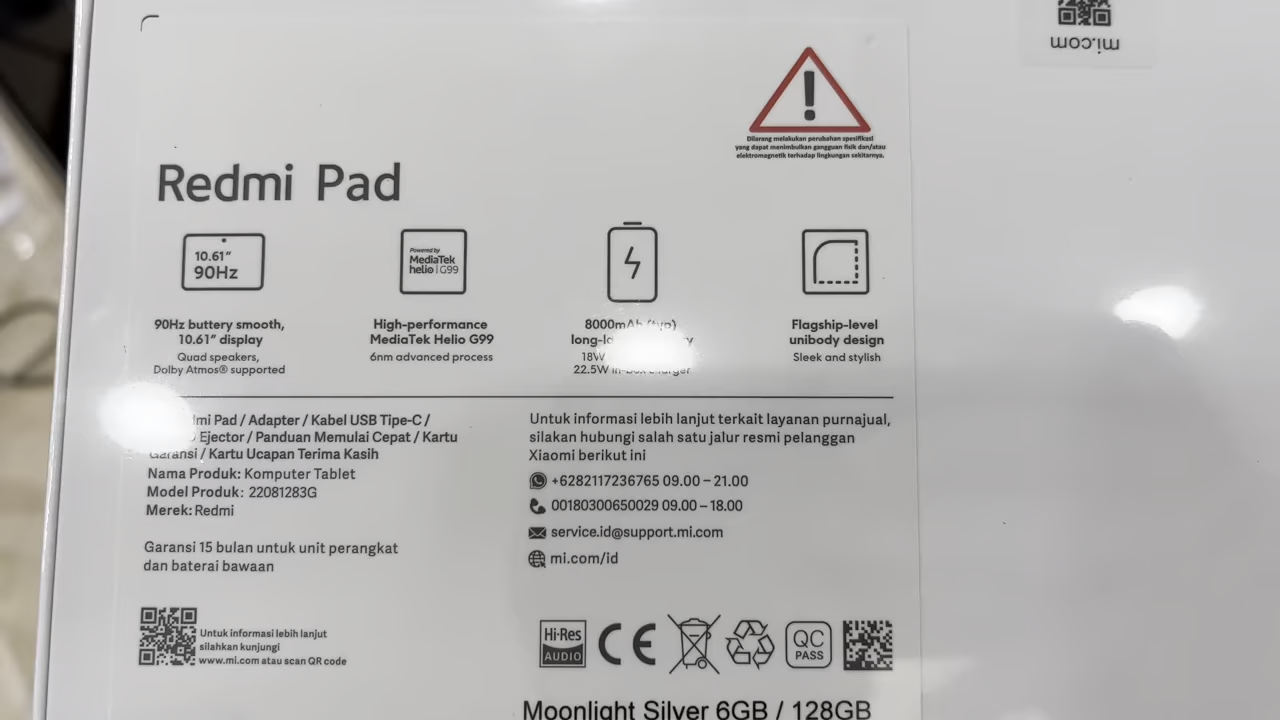 mi.com
Dilarang melakukan perubahan spesifikasi
yang dapat menimbulkan gangguan fisik dan/atau
elektromagnetik terhadap lingkungan sekitarnya.
Redmi Pad
10.61"
90Hz
90Hz buttery smooth,
10.61" display
Quad speakers,
Dolby Atmos® supported
Powered by
MediaTek
helio | G99
High-performance
MediaTek Helio G99
6nm advanced process
8000mAh (typ)
18W
22.5W in-box charger
Flagship-level
unibody design
Sleek and stylish
Pad / Adapter / Kabel USB Tipe-C /
Ejector / Panduan Memulai Cepat / Kartu
Garansi / Kartu Ucapan Terima Kasih
Nama Produk: Komputer Tablet
Model Produk: 22081283G
Merek: Redmi
Garansi 15 bulan untuk unit perangkat
dan baterai bawaan
Untuk informasi lebih lanjut
silahkan kunjungi
www.mi.com atau scan QR code
Untuk informasi lebih lanjut terkait layanan purnajual,
silakan hubungi salah satu jalur resmi pelanggan
Xiaomi berikut ini
+6282117236765 09.00 – 21.00
00180300650029 09.00 – 18.00
service.id@support.mi.com
mi.com/id
Hi·Res
AUDIO
CE
QC
PASS
Moonlight Silver 6GB / 128GB